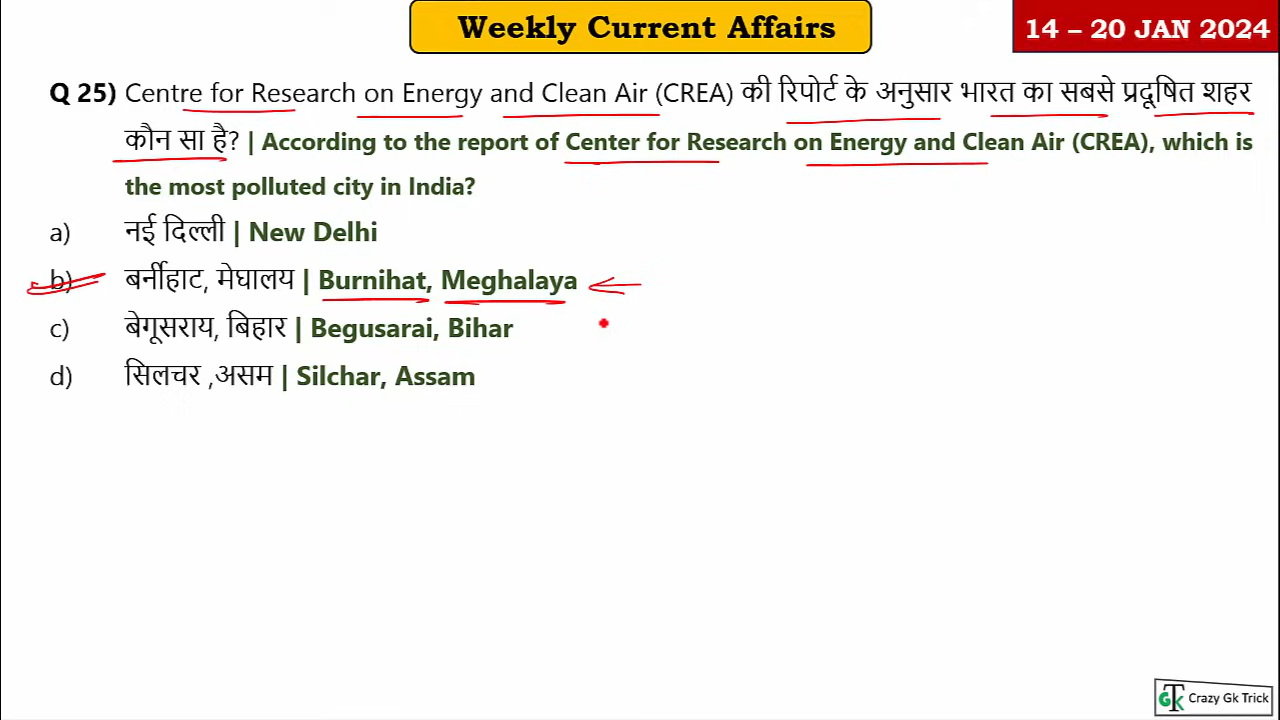 Weekly Current Affairs
14 – 20 JAN 2024
Q 25) Centre for Research on Energy and Clean Air (CREA) की रिपोर्ट के अनुसार भारत का सबसे प्रदूषित शहर
कौन सा है? | According to the report of Center for Research on Energy and Clean Air (CREA), which is
the most polluted city in India?
a) नई दिल्ली | New Delhi
b) बर्नीहाट, मेघालय | Burnihat, Meghalaya
c) बेगूसराय, बिहार | Begusarai, Bihar
d) सिलचर ,असम | Silchar, Assam
GTK Crazy Gk Trick